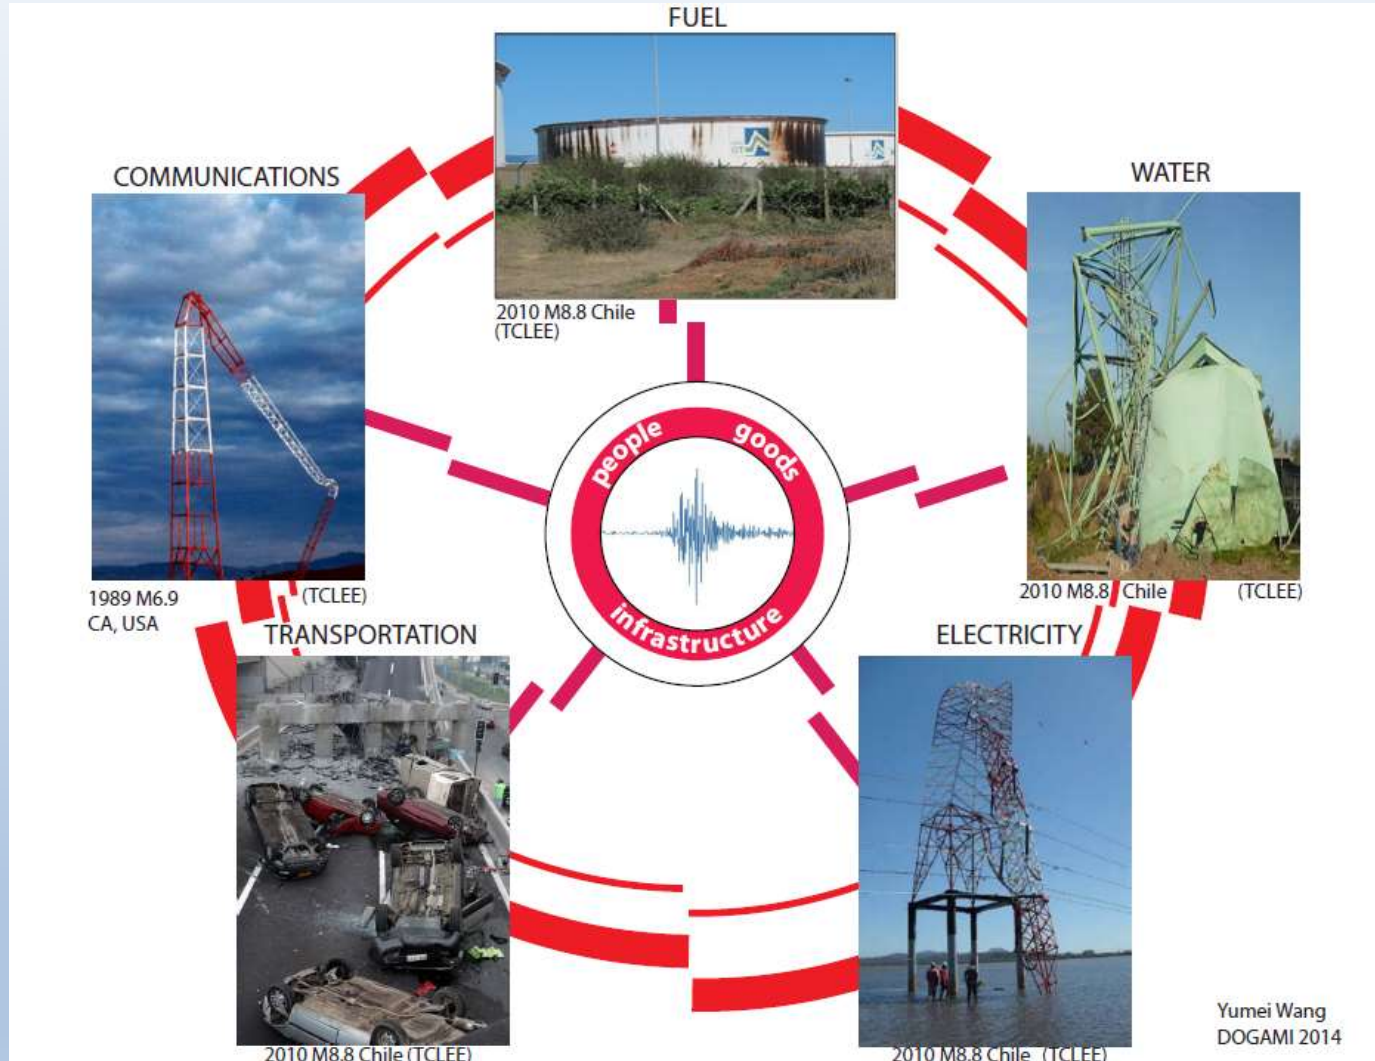 FUEL
2010 M8.8 Chile
(TCLEE)
COMMUNICATIONS
1989 M6.9
CA, USA
(TCLEE)
WATER
2010 M8.8 Chile (TCLEE)
people goods
infrastructure
TRANSPORTATION
2010 M8.8 Chile (TCLEE)
ELECTRICITY
2010 M8.8 Chile (TCLEE)
Yumei Wang
DOGAMI 2014